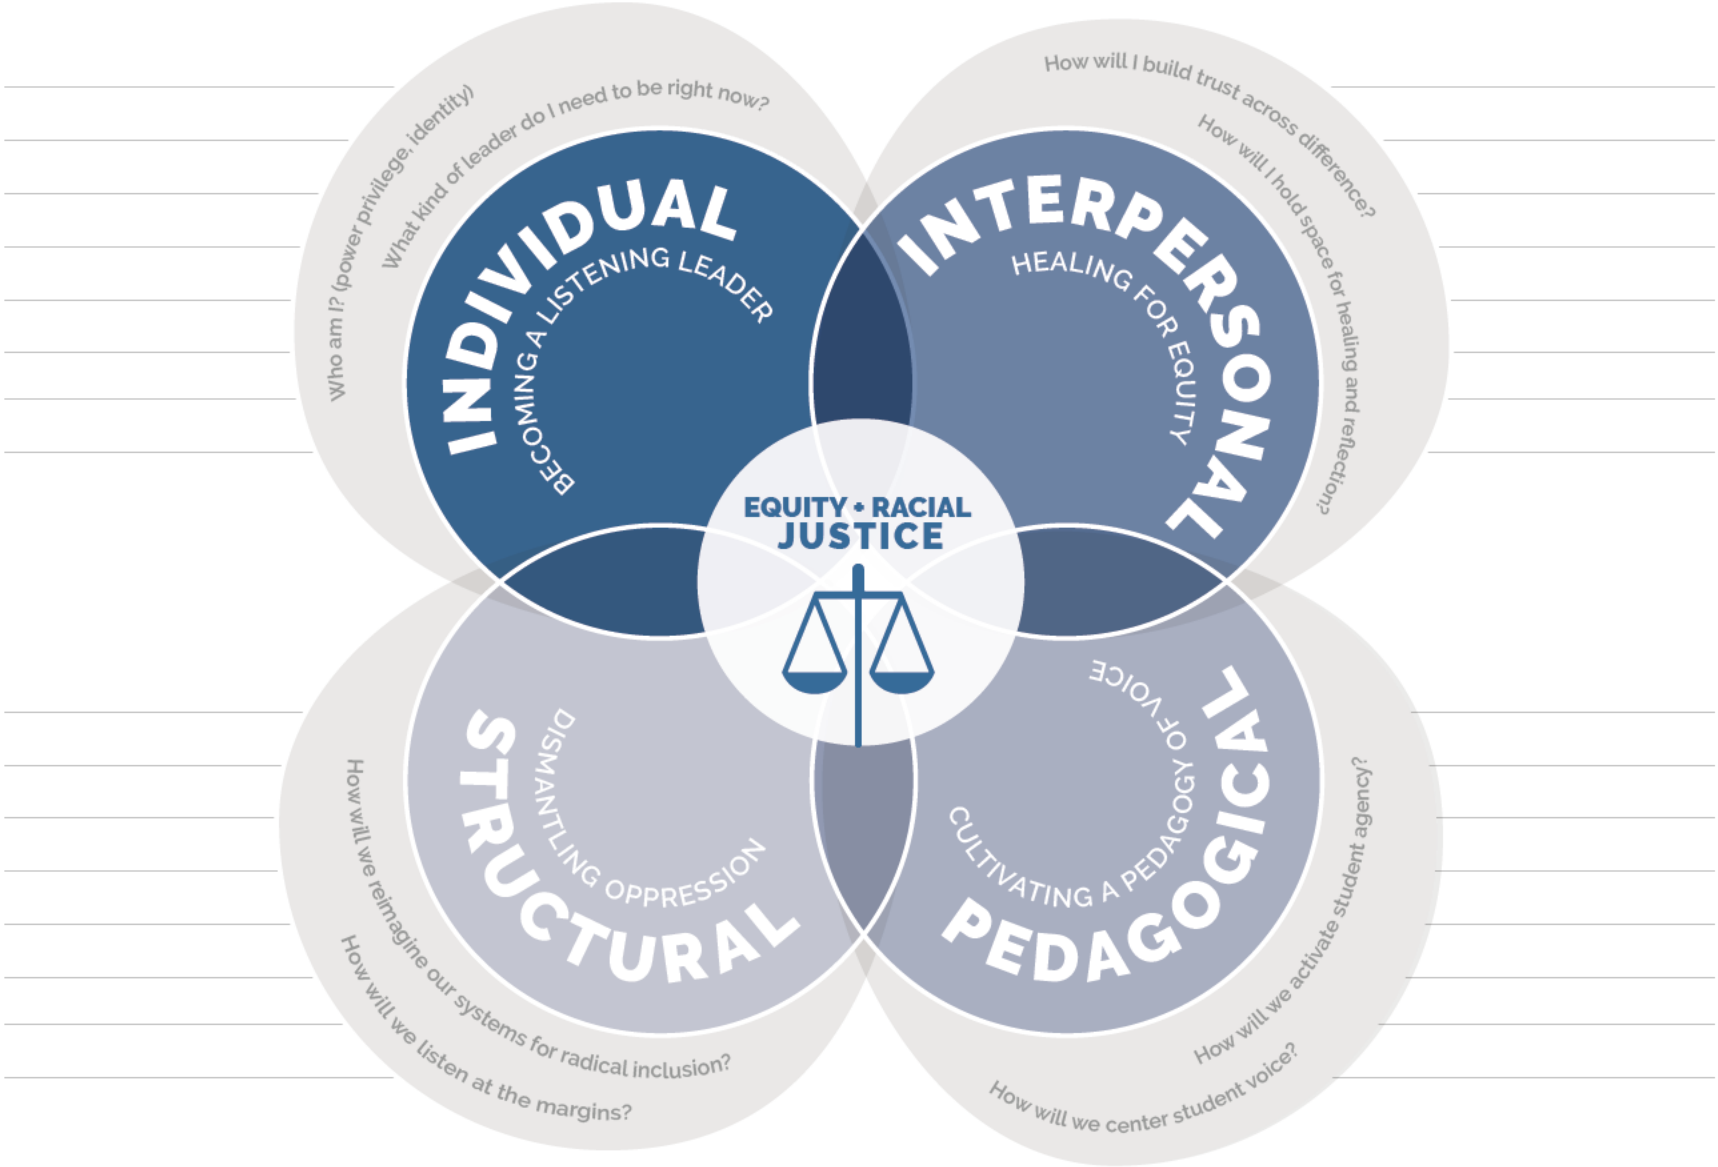 Who am I? (power privilege, identity)
What kind of leader do I need to be right now?
INDIVIDUAL
BECOMING A LISTENING LEADER
How will I build trust across difference?
How will I hold space for healing and reflection?
INTERPERSONAL
HEALING FOR EQUITY
EQUITY + RACIAL
JUSTICE
STRUCTURAL
DISMANTLING OPPRESSION
How will we reimagine our systems for radical inclusion?
How will we listen at the margins?
PEDAGOGICAL
CULTIVATING A PEDAGOGY OF VOICE
How will we activate student agency?
How will we center student voice?